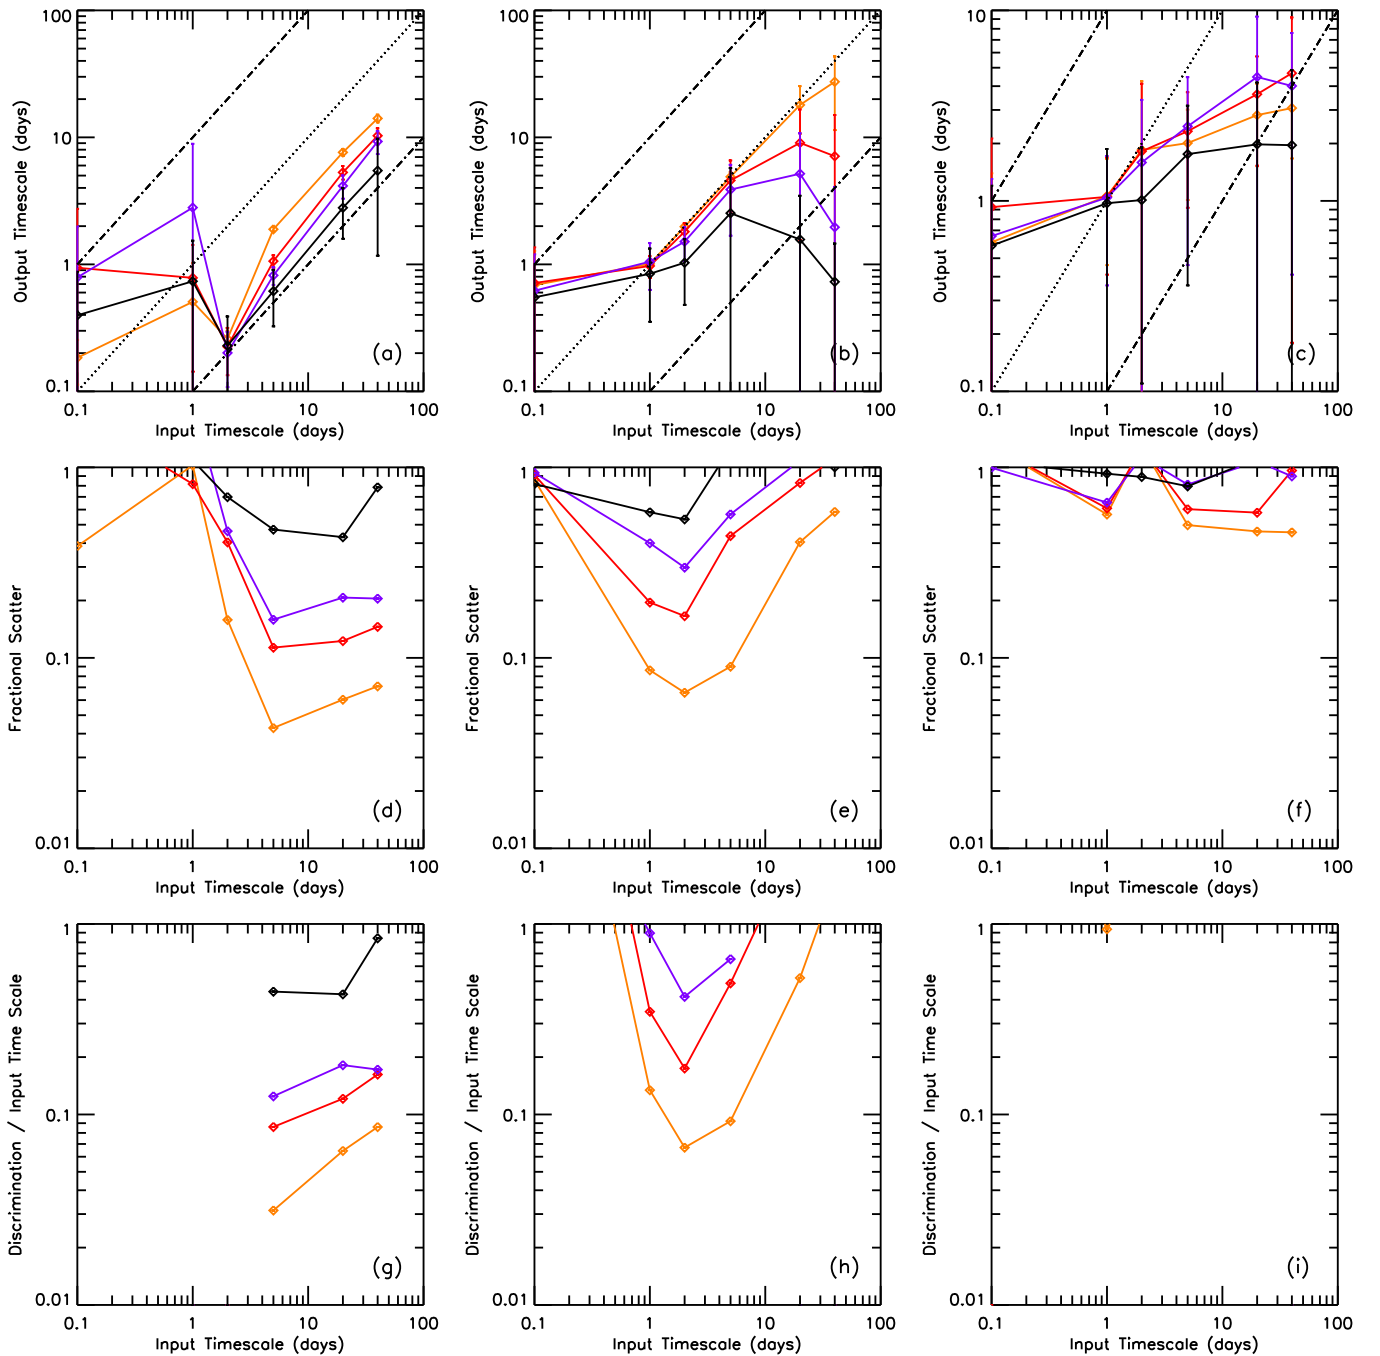 100
10
1
0.1
Output Timescale (days)
(a)
0.1 1 10 100
Input Timescale (days)
100
10
1
0.1
Output Timescale (days)
(b)
0.1 1 10 100
Input Timescale (days)
10
1
0.1
Output Timescale (days)
(c)
0.1 1 10 100
Input Timescale (days)
1
0.1
0.01
Fractional Scatter
(d)
0.1 1 10 100
Input Timescale (days)
1
0.1
0.01
Fractional Scatter
(e)
0.1 1 10 100
Input Timescale (days)
1
0.1
0.01
Fractional Scatter
(f)
0.1 1 10 100
Input Timescale (days)
1
0.1
0.01
Discrimination / Input Time Scale
(g)
0.1 1 10 100
Input Timescale (days)
1
0.1
0.01
Discrimination / Input Time Scale
(h)
0.1 1 10 100
Input Timescale (days)
1
0.1
0.01
Discrimination / Input Time Scale
(i)
0.1 1 10 100
Input Timescale (days)